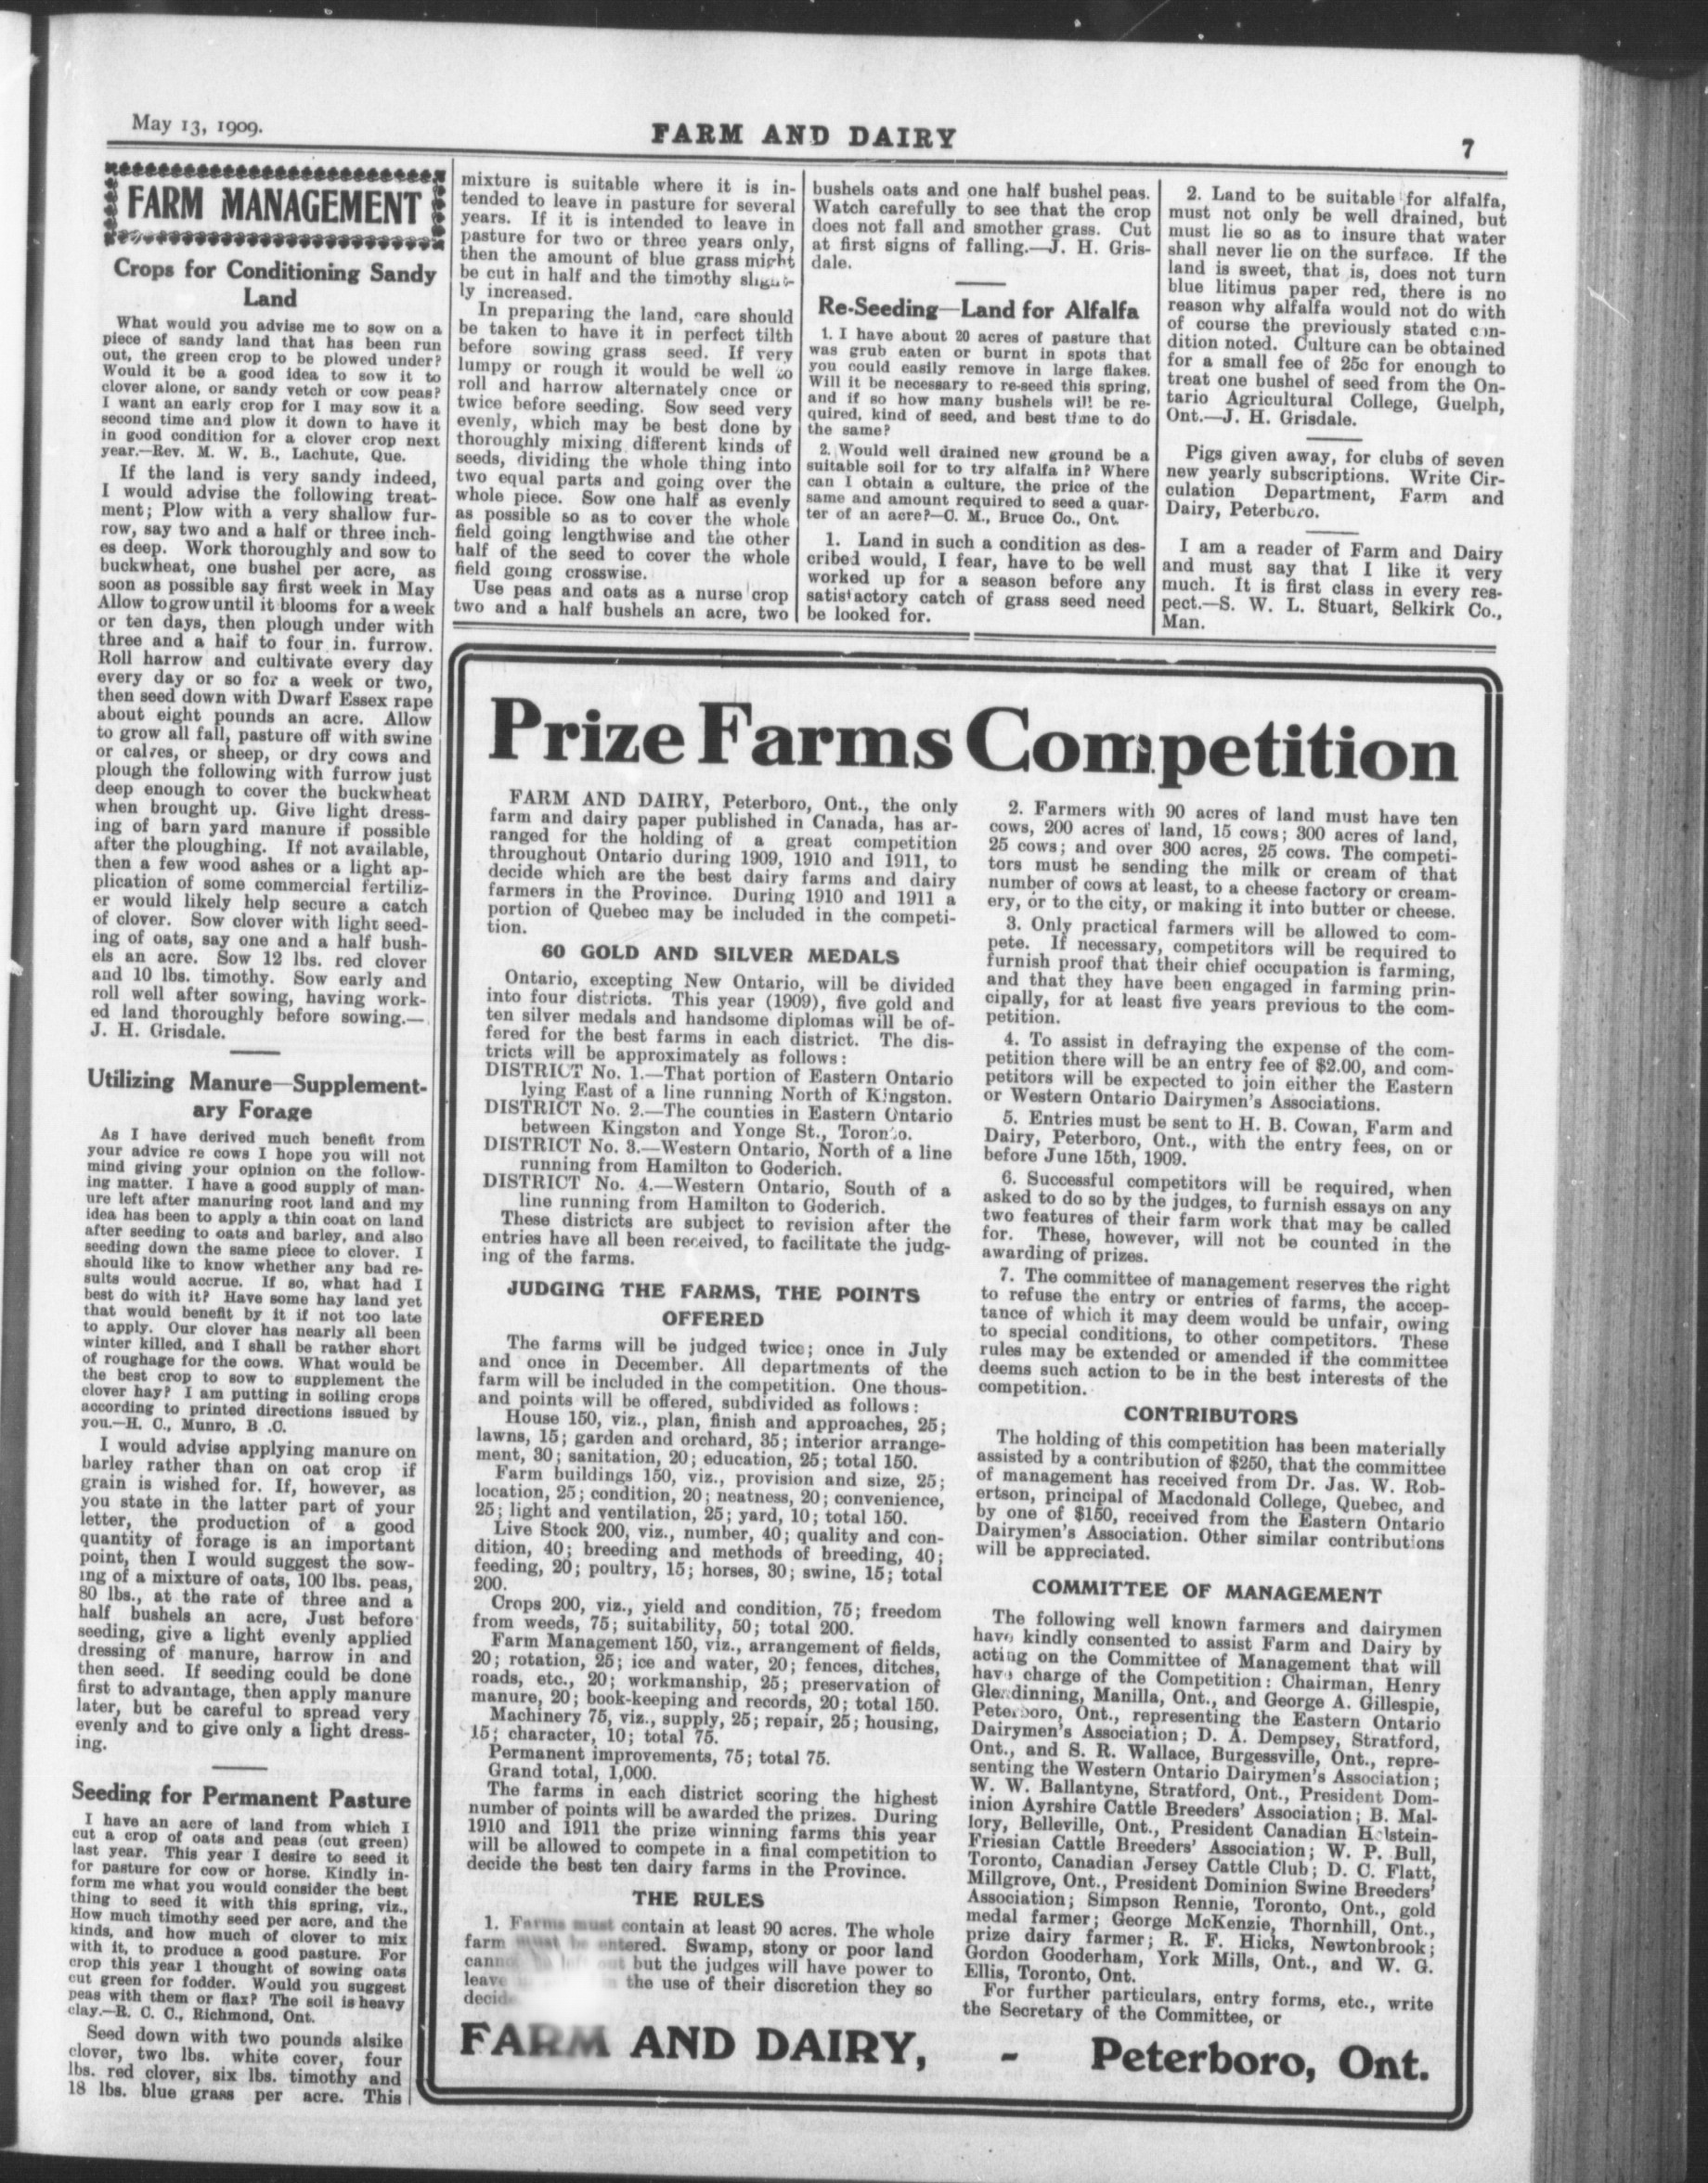 May 13, 1909.
FARM AND DAIRY
7
FARM MANAGEMENT
Crops for Conditioning Sandy
Land
What would you advise me to sow on a
piece of sandy land that has been run
out, the green crop to be plowed under?
Would it be a good idea to sow it to
clover alone, or sandy vetch or cow peas?
I want an early crop for I may sow it a
second time and plow it down to have it
in good condition for a clover crop next
year.—Rev. M. W. B., Lachute, Que.
If the land is very sandy indeed,
I would advise the following treat-
ment; Plow with a very shallow fur-
row, say two and a half or three inch-
es deep. Work thoroughly and sow to
buckwheat, one bushel per acre, as
soon as possible say first week in May
Allow to grow until it blooms for a week
or ten days, then plough under with
three and a half to four in. furrow.
Roll harrow and cultivate every day
every day or so for a week or two,
then seed down with Dwarf Essex rape
about eight pounds an acre. Allow
to grow all fall, pasture off with swine
or calves, or sheep, or dry cows and
plough the following with furrow just
deep enough to cover the buckwheat
when brought up. Give light dress-
ing of barn yard manure if possible
after the ploughing. If not available,
then a few wood ashes or a light ap-
plication of some commercial fertiliz-
er would likely help secure a catch
of clover. Sow clover with light seed-
ing of oats, say one and a half bush-
els an acre. Sow 12 lbs. red clover
and 10 lbs. timothy. Sow early and
roll well after sowing, having work-
ed land thoroughly before sowing.—
J. H. Grisdale.
Utilizing Manure—Supplement-
ary Forage
As I have derived much benefit from
your advice re cows I hope you will not
mind giving your opinion on the follow-
ing matter. I have a good supply of man-
ure left after manuring root land and my
idea has been to apply a thin coat on land
after seeding to oats and barley, and also
seeding down the same piece to clover. I
should like to know whether any bad re-
sults would accrue. If so, what had I
best do with it? Have some hay land yet
that would benefit by it if not too late
to apply. Our clover has nearly all been
winter killed, and I shall be rather short
of roughage for the cows. What would be
the best crop to sow to supplement the
clover hay? I am putting in soiling crops
according to printed directions issued by
you.—H. C., Munro, B .C.
I would advise applying manure on
barley rather than on oat crop if
grain is wished for. If, however, as
you state in the latter part of your
letter, the production of a good
quantity of forage is an important
point, then I would suggest the sow-
ing of a mixture of oats, 100 lbs. peas,
80 lbs., at the rate of three and a
half bushels an acre, Just before
seeding, give a light evenly applied
dressing of manure, harrow in and
then seed. If seeding could be done
first to advantage, then apply manure
later, but be careful to spread very
evenly and to give only a light dress-
ing.
Seeding for Permanent Pasture
I have an acre of land from which I
cut a crop of oats and peas (cut green)
last year. This year I desire to seed it
for pasture for cow or horse. Kindly in-
form me what you would consider the best
thing to seed it with this spring, viz.,
How much timothy seed per acre, and the
kinds, and how much of clover to mix
with it, to produce a good pasture. For
crop this year I thought of sowing oats
cut green for fodder. Would you suggest
peas with them or flax? The soil is heavy
clay.—R. C. C., Richmond, Ont.
Seed down with two pounds alsike
clover, two lbs. white cover, four
lbs. red clover, six lbs. timothy and
18 lbs. blue grass per acre. This
mixture is suitable where it is in-
tended to leave in pasture for several
years. If it is intended to leave in
pasture for two or three years only,
then the amount of blue grass might
be cut in half and the timothy slight-
ly increased.
In preparing the land, care should
be taken to have it in perfect tilth
before sowing grass seed. If very
lumpy or rough it would be well to
roll and harrow alternately once or
twice before seeding. Sow seed very
evenly, which may be best done by
thoroughly mixing different kinds of
seeds, dividing the whole thing into
two equal parts and going over the
whole piece. Sow one half as evenly
as possible so as to cover the whole
field going lengthwise and the other
half of the seed to cover the whole
field going crosswise.
Use peas and oats as a nurse crop
two and a half bushels an acre, two
bushels oats and one half bushel peas.
Watch carefully to see that the crop
does not fall and smother grass. Cut
at first signs of falling.—J. H. Gris-
dale.
Re-Seeding—Land for Alfalfa
1. I have about 20 acres of pasture that
was grub eaten or burnt in spots that
you could easily remove in large flakes.
Will it be necessary to re-seed this spring,
and if so how many bushels will be re-
quired, kind of seed, and best time to do
the same?
2. Would well drained new ground be a
suitable soil for to try alfalfa in? Where
can I obtain a culture, the price of the
same and amount required to seed a quar-
ter of an acre?—C. M., Bruce Co., Ont.
1. Land in such a condition as des-
cribed would, I fear, have to be well
worked up for a season before any
satisfactory catch of grass seed need
be looked for.
2. Land to be suitable for alfalfa,
must not only be well drained, but
must lie so as to insure that water
shall never lie on the surface. If the
land is sweet, that is, does not turn
blue litimus paper red, there is no
reason why alfalfa would not do with
of course the previously stated con-
dition noted. Culture can be obtained
for a small fee of 25c for enough to
treat one bushel of seed from the On-
tario Agricultural College, Guelph,
Ont.—J. H. Grisdale.
Pigs given away, for clubs of seven
new yearly subscriptions. Write Cir-
culation Department, Farm and
Dairy, Peterboro.
I am a reader of Farm and Dairy
and must say that I like it very
much. It is first class in every res-
pect.—S. W. L. Stuart, Selkirk Co.,
Man.
Prize Farms Competition
FARM AND DAIRY, Peterboro, Ont., the only
farm and dairy paper published in Canada, has ar-
ranged for the holding of a great competition
throughout Ontario during 1909, 1910 and 1911, to
decide which are the best dairy farms and dairy
farmers in the Province. During 1910 and 1911 a
portion of Quebec may be included in the competi-
tion.
60 GOLD AND SILVER MEDALS
Ontario, excepting New Ontario, will be divided
into four districts. This year (1909), five gold and
ten silver medals and handsome diplomas will be of-
fered for the best farms in each district. The dis-
tricts will be approximately as follows:
DISTRICT No. 1.—That portion of Eastern Ontario
lying East of a line running North of Kingston.
DISTRICT No. 2.—The counties in Eastern Ontario
between Kingston and Yonge St., Toronto.
DISTRICT No. 3.—Western Ontario, North of a line
running from Hamilton to Goderich.
DISTRICT No. 4.—Western Ontario, South of a
line running from Hamilton to Goderich.
These districts are subject to revision after the
entries have all been received, to facilitate the judg-
ing of the farms.
JUDGING THE FARMS, THE POINTS
OFFERED
The farms will be judged twice; once in July
and once in December. All departments of the
farm will be included in the competition. One thous-
and points will be offered, subdivided as follows:
House 150, viz., plan, finish and approaches, 25;
lawns, 15; garden and orchard, 35; interior arrange-
ment, 30; sanitation, 20; education, 25; total 150.
Farm buildings 150, viz., provision and size, 25;
location, 25; condition, 20; neatness, 20; convenience,
25; light and ventilation, 25; yard, 10; total 150.
Live Stock 200, viz., number, 40; quality and con-
dition, 40; breeding and methods of breeding, 40;
feeding, 20; poultry, 15; horses, 30; swine, 15; total
200.
Crops 200, viz., yield and condition, 75; freedom
from weeds, 75; suitability, 50; total 200.
Farm Management 150, viz., arrangement of fields,
20; rotation, 25; ice and water, 20; fences, ditches,
roads, etc., 20; workmanship, 25; preservation of
manure, 20; book-keeping and records, 20; total 150.
Machinery 75, viz., supply, 25; repair, 25; housing,
15; character, 10; total 75.
Permanent improvements, 75; total 75.
Grand total, 1,000.
The farms in each district scoring the highest
number of points will be awarded the prizes. During
1910 and 1911 the prize winning farms this year
will be allowed to compete in a final competition to
decide the best ten dairy farms in the Province.
THE RULES
1. Farms must contain at least 90 acres. The whole
farm must be entered. Swamp, stony or poor land
left out but the judges will have power to
leave the use of their discretion they so
FARM AND DAIRY, - Peterboro, Ont.
2. Farmers with 90 acres of land must have ten
cows, 200 acres of land, 15 cows; 300 acres of land,
25 cows; and over 300 acres, 25 cows. The competi-
tors must be sending the milk or cream of that
number of cows at least, to a cheese factory or cream-
ery, or to the city, or making it into butter or cheese.
3. Only practical farmers will be allowed to com-
pete. If necessary, competitors will be required to
furnish proof that their chief occupation is farming,
and that they have been engaged in farming prin-
cipally, for at least five years previous to the com-
petition.
4. To assist in defraying the expense of the com-
petition there will be an entry fee of $2.00, and com-
petitors will be expected to join either the Eastern
or Western Ontario Dairymen's Associations.
5. Entries must be sent to H. B. Cowan, Farm and
Dairy, Peterboro, Ont., with the entry fees, on or
before June 15th, 1909.
6. Successful competitors will be required, when
asked to do so by the judges, to furnish essays on any
two features of their farm work that may be called
for. These, however, will not be counted in the
awarding of prizes.
7. The committee of management reserves the right
to refuse the entry or entries of farms, the accep-
tance of which it may deem would be unfair, owing
to special conditions, to other competitors. These
rules may be extended or amended if the committee
deems such action to be in the best interests of the
competition.
CONTRIBUTORS
The holding of this competition has been materially
assisted by a contribution of $250, that the committee
of management has received from Dr. Jas. W. Rob-
ertson, principal of Macdonald College, Quebec, and
by one of $150, received from the Eastern Ontario
Dairymen's Association. Other similar contributions
will be appreciated.
COMMITTEE OF MANAGEMENT
The following well known farmers and dairymen
have kindly consented to assist Farm and Dairy by
acting on the Committee of Management that will
have charge of the Competition: Chairman, Henry
Glendinning, Manilla, Ont., and George A. Gillespie,
Peterboro, Ont., representing the Eastern Ontario
Dairymen's Association; D. A. Dempsey, Stratford,
Ont., and S. R. Wallace, Burgessville, Ont., repre-
senting the Western Ontario Dairymen's Association;
W. W. Ballantyne, Stratford, Ont., President Dom-
inion Ayrshire Cattle Breeders' Association; B. Mal-
lory, Belleville, Ont., President Canadian Holstein-
Friesian Cattle Breeders' Association; W. P. Bull,
Toronto, Canadian Jersey Cattle Club; D. C. Flatt,
Millgrove, Ont., President Dominion Swine Breeders'
Association; Simpson Rennie, Toronto, Ont., gold
medal farmer; George McKenzie, Thornhill, Ont.,
prize dairy farmer; R. F. Hicks, Newtonbrook;
Gordon Gooderham, York Mills, Ont., and W. G.
Ellis, Toronto, Ont.
For further particulars, entry forms, etc., write
the Secretary of the Committee, or